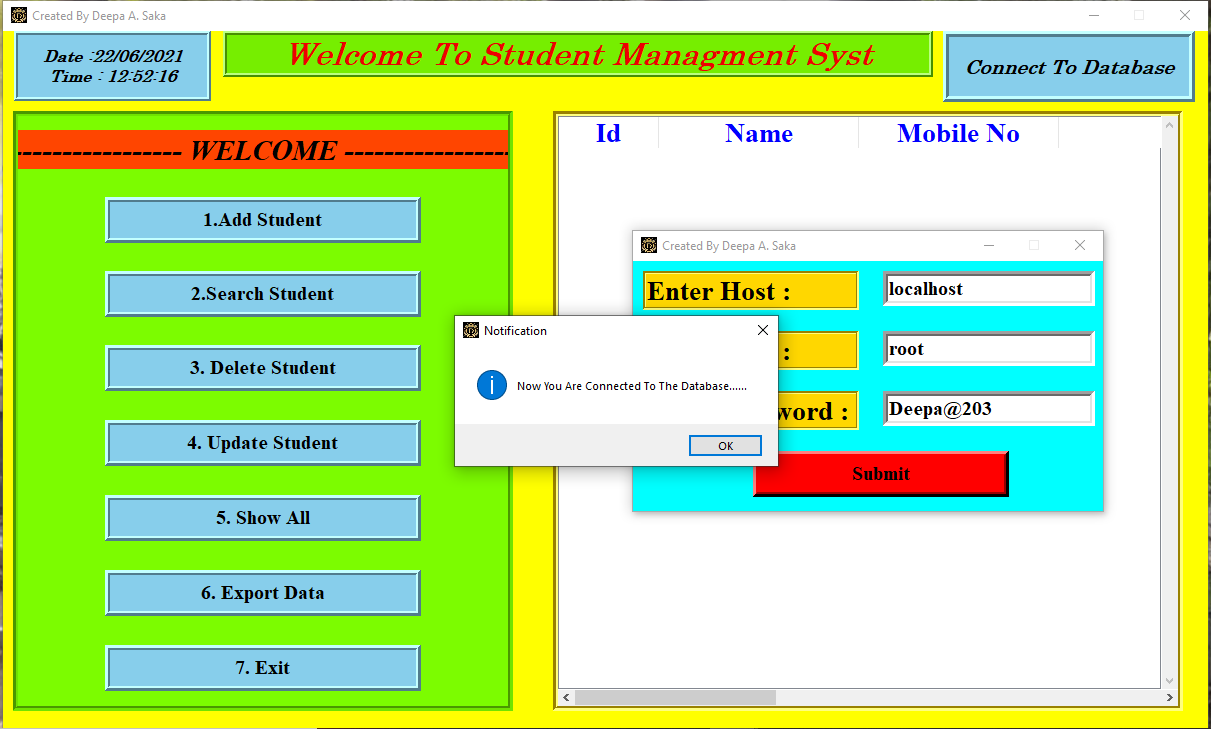 Created By Deepa A. Saka
Date :22/06/2021
Time : 12:52:16
Welcome To Student Managment Syst
Connect To Database
----------------- WELCOME -----------------
1.Add Student
2.Search Student
3. Delete Student
4. Update Student
5. Show All
6. Export Data
7. Exit
Id Name Mobile No
Created By Deepa A. Saka
Enter Host : localhost
: root
word : Deepa@203
Submit
Notification
Now You Are Connected To The Database......
OK